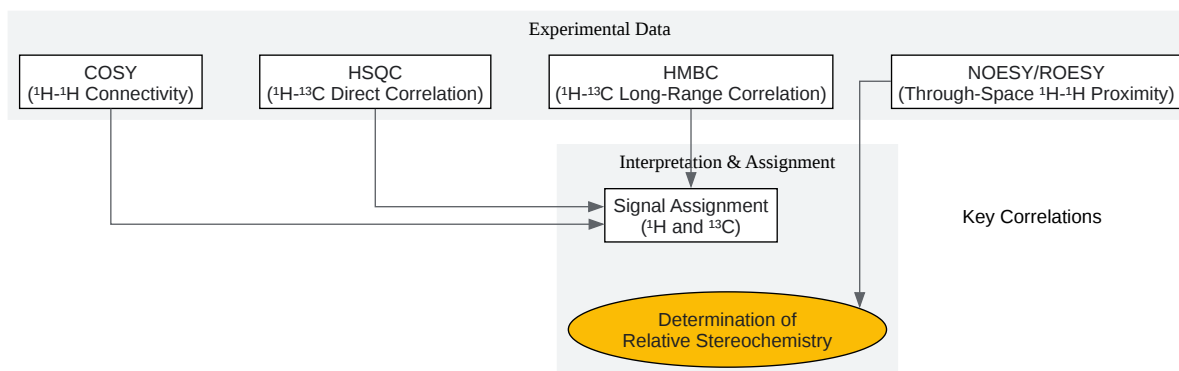 Experimental Data
COSY
(¹H-¹H Connectivity)
HSQC
(¹H-¹³C Direct Correlation)
HMBC
(¹H-¹³C Long-Range Correlation)
NOESY/ROESY
(Through-Space ¹H-¹H Proximity)
Interpretation & Assignment
Signal Assignment
(¹H and ¹³C)
Key Correlations
Determination of
Relative Stereochemistry